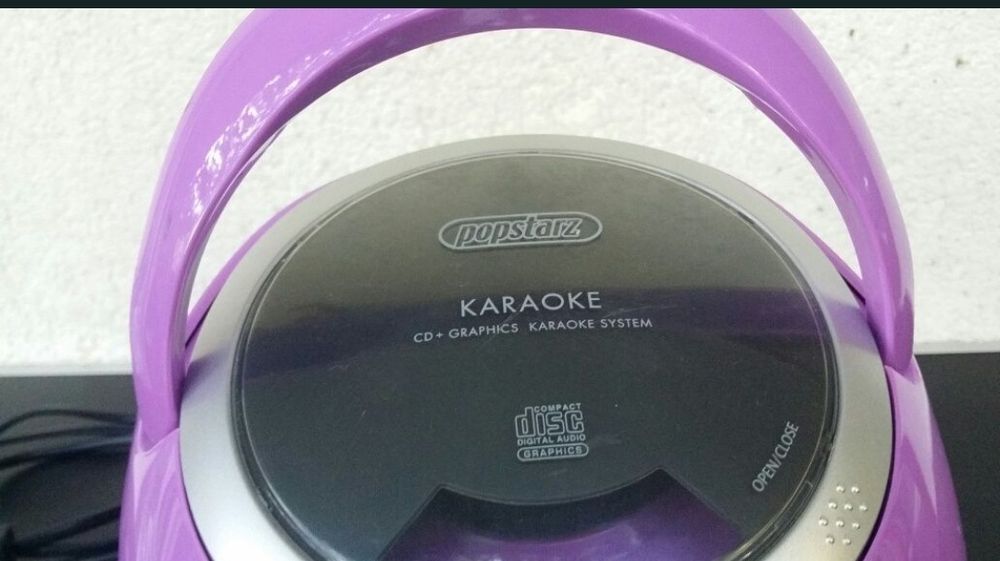 popstarz
KARAOKE
CD+ GRAPHICS KARAOKE SYSTEM
COMPACT
disc
DIGITAL AUDIO
GRAPHICS
OPEN/CLOSE